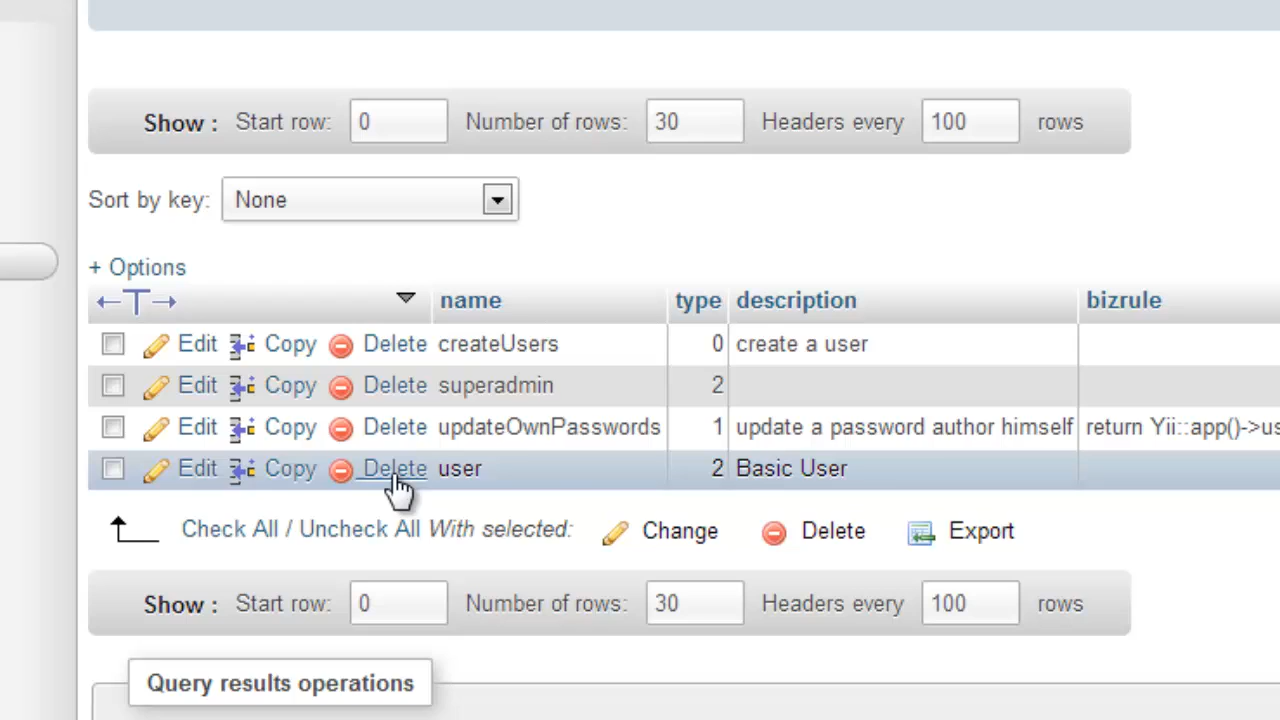 Show : Start row: 0 Number of rows: 30 Headers every 100 rows
Sort by key: None
+ Options
name type description bizrule
Edit Copy Delete createUsers 0 create a user
Edit Copy Delete superadmin 2
Edit Copy Delete updateOwnPasswords 1 update a password author himself return Yii::app()->us
Edit Copy Delete user 2 Basic User
Check All / Uncheck All With selected: Change Delete Export
Show : Start row: 0 Number of rows: 30 Headers every 100 rows
Query results operations